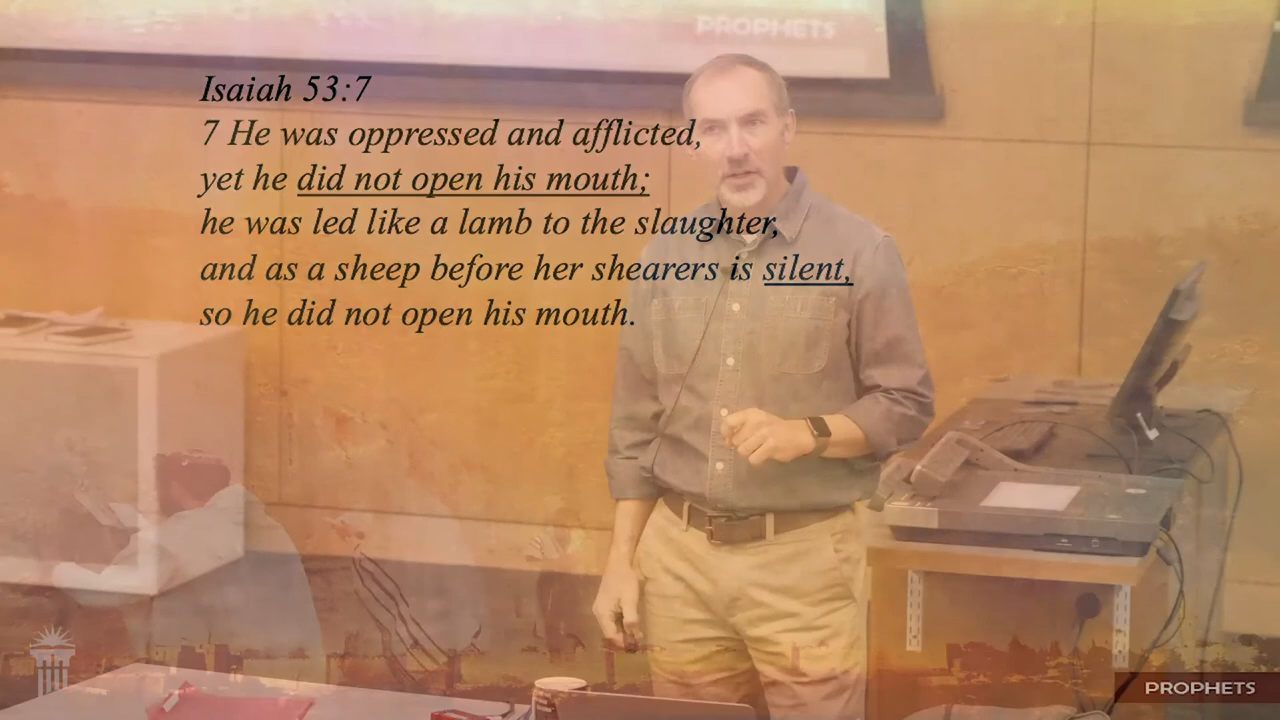 PROPHETS
Isaiah 53:7
7 He was oppressed and afflicted,
yet he did not open his mouth;
he was led like a lamb to the slaughter,
and as a sheep before her shearers is silent,
so he did not open his mouth.
PROPHETS